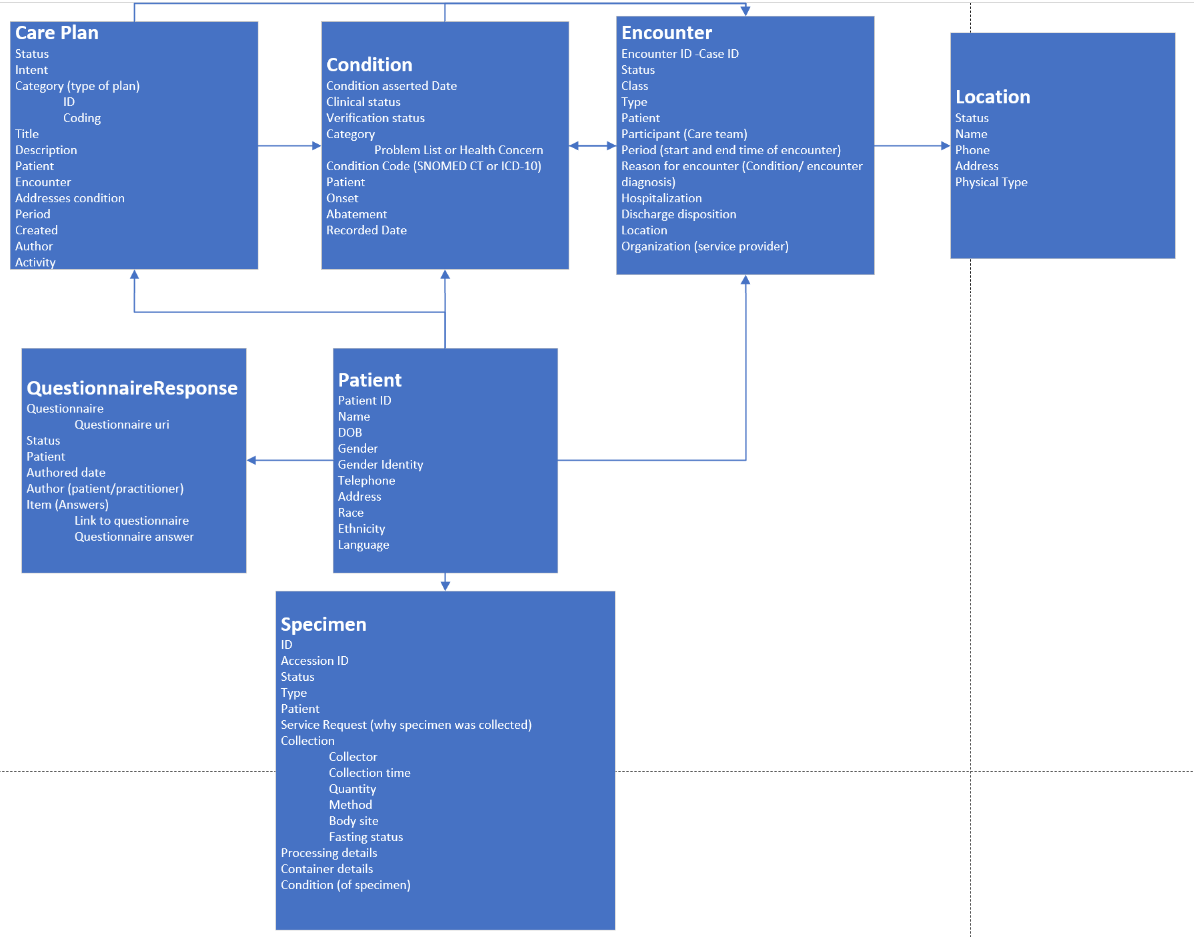 Care Plan
Status
Intent
Category (type of plan)
ID
Coding
Title
Description
Patient
Encounter
Addresses condition
Period
Created
Author
Activity
Condition
Condition asserted Date
Clinical status
Verification status
Category
Problem List or Health Concern
Condition Code (SNOMED CT or ICD-10)
Patient
Onset
Abatement
Recorded Date
Encounter
Encounter ID -Case ID
Status
Class
Type
Patient
Participant (Care team)
Period (start and end time of encounter)
Reason for encounter (Condition/ encounter
diagnosis)
Hospitalization
Discharge disposition
Location
Organization (service provider)
Location
Status
Name
Phone
Address
Physical Type
QuestionnaireResponse
Questionnaire
Questionnaire uri
Status
Patient
Authored date
Author (patient/practitioner)
Item (Answers)
Link to questionnaire
Questionnaire answer
Patient
Patient ID
Name
DOB
Gender
Gender Identity
Telephone
Address
Race
Ethnicity
Language
Specimen
ID
Accession ID
Status
Type
Patient
Service Request (why specimen was collected)
Collection
Collector
Collection time
Quantity
Method
Body site
Fasting status
Processing details
Container details
Condition (of specimen)